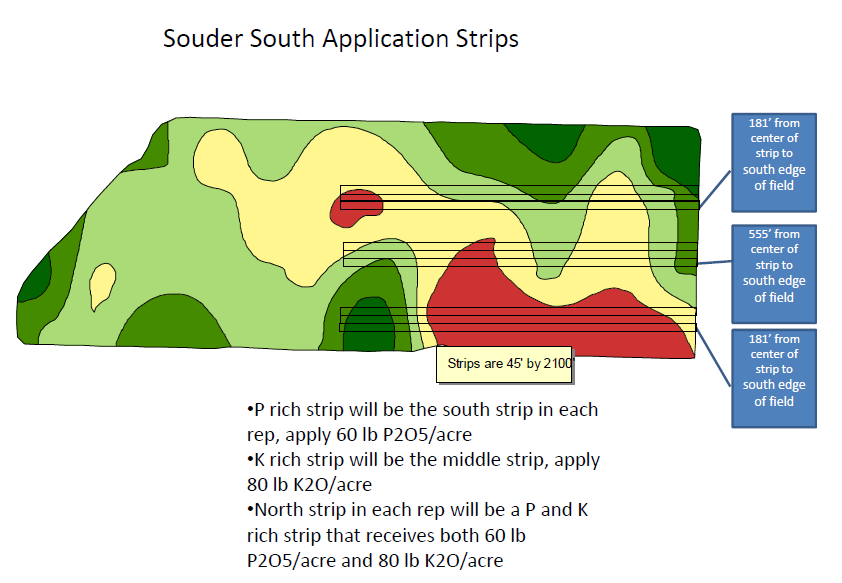 Souder South Application Strips
181’ from
center of
strip to
south edge
of field
555’ from
center of
strip to
south edge
of field
181’ from
center of
strip to
south edge
of field
Strips are 45' by 2100'
•P rich strip will be the south strip in each
rep, apply 60 lb P2O5/acre
•K rich strip will be the middle strip, apply
80 lb K2O/acre
•North strip in each rep will be a P and K
rich strip that receives both 60 lb
P2O5/acre and 80 lb K2O/acre